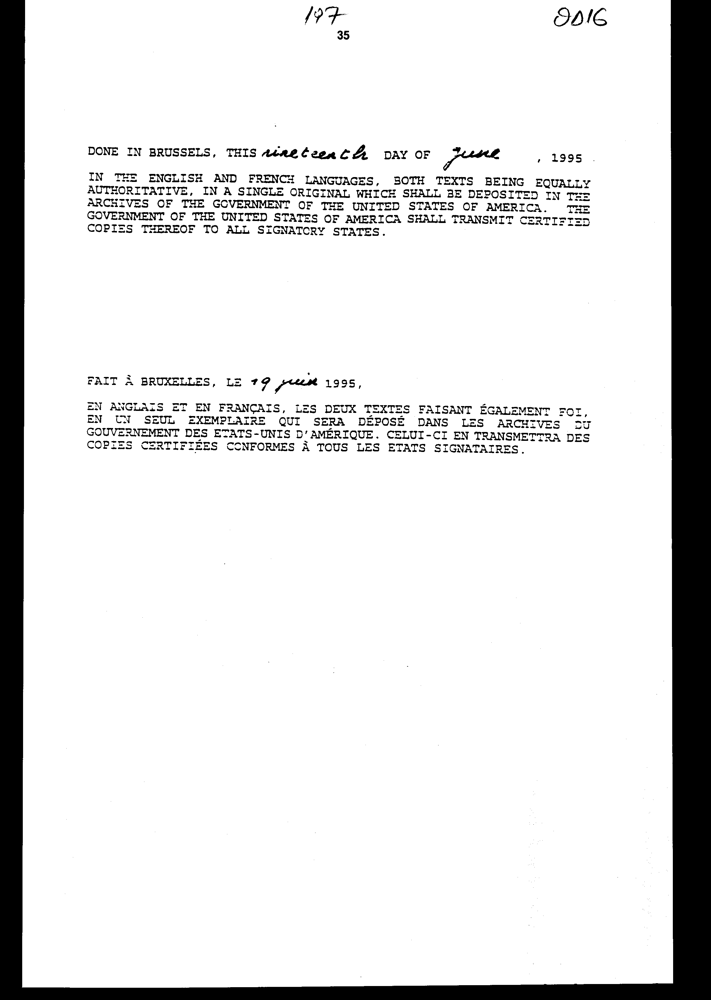 197
35
DONE IN BRUSSELS, THIS nineteenth DAY OF June , 1995
IN THE ENGLISH AND FRENCH LANGUAGES, BOTH TEXTS BEING EQUALLY
AUTHORITATIVE, IN A SINGLE ORIGINAL WHICH SHALL BE DEPOSITED IN THE
ARCHIVES OF THE GOVERNMENT OF THE UNITED STATES OF AMERICA. THE
GOVERNMENT OF THE UNITED STATES OF AMERICA SHALL TRANSMIT CERTIFIED
COPIES THEREOF TO ALL SIGNATORY STATES.
FAIT À BRUXELLES, LE 19 juin 1995,
EN ANGLAIS ET EN FRANÇAIS, LES DEUX TEXTES FAISANT ÉGALEMENT FOI,
EN UN SEUL EXEMPLAIRE QUI SERA DÉPOSÉ DANS LES ARCHIVES DU
GOUVERNEMENT DES ETATS-UNIS D'AMÉRIQUE. CELUI-CI EN TRANSMETTRA DES
COPIES CERTIFIÉES CONFORMES À TOUS LES ETATS SIGNATAIRES.